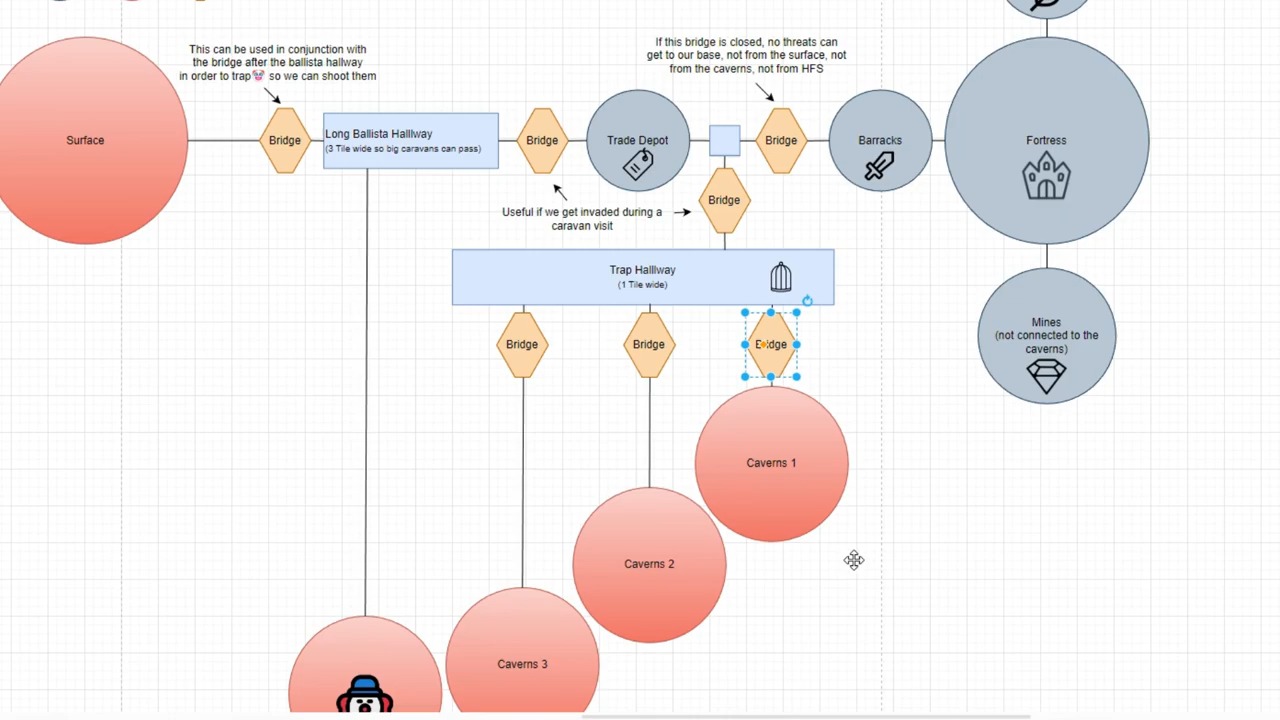 This can be used in conjunction with
the bridge after the ballista hallway
in order to trap🤡 so we can shoot them
If this bridge is closed, no threats can
get to our base, not from the surface, not
from the caverns, not from HFS
Surface
Bridge
Long Ballista Halllway
(3 Tile wide so big caravans can pass)
Bridge
Trade Depot
Bridge
Barracks
Fortress
Bridge
Useful if we get invaded during a
caravan visit
Trap Halllway
(1 Tile wide)
Bridge
Bridge
Bridge
Mines
(not connected to the
caverns)
Caverns 1
Caverns 2
Caverns 3